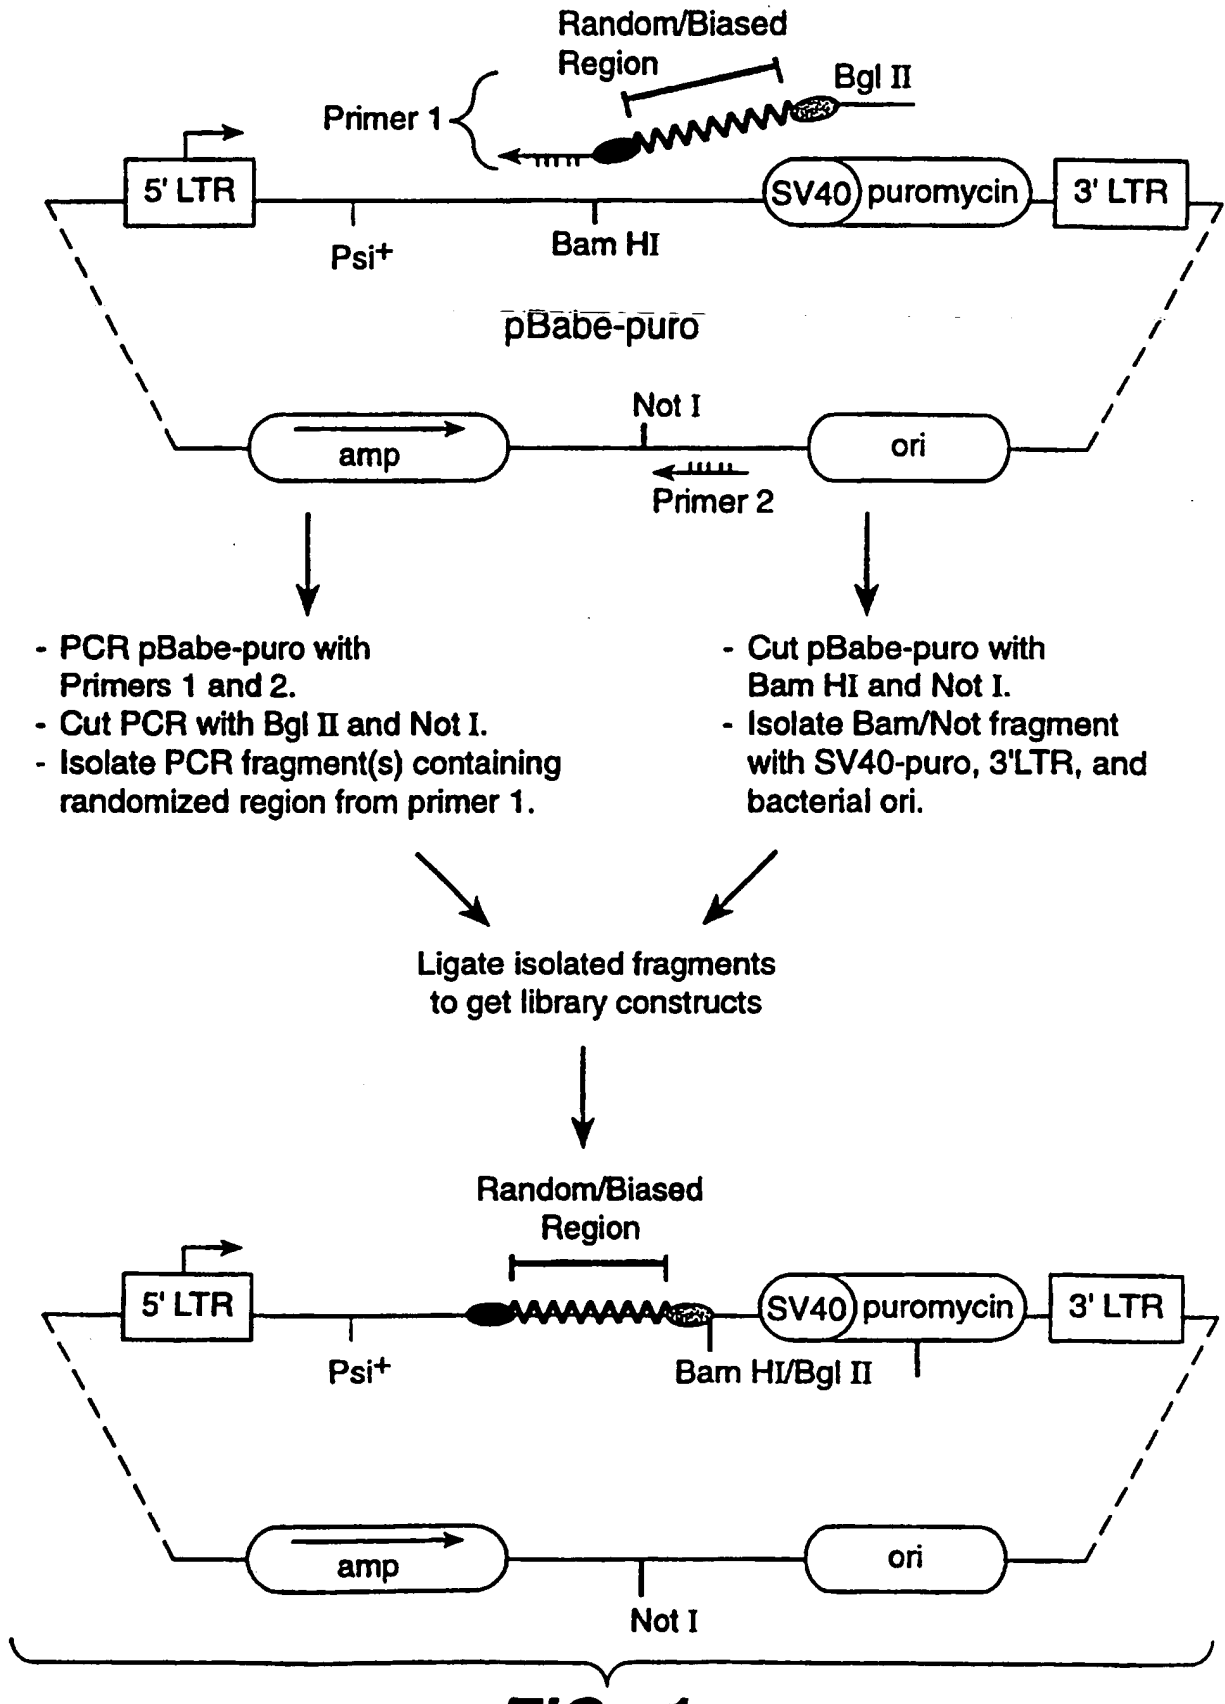 Random/Biased
Region
Bgl II
Primer 1
5' LTR
SV40
puromycin
3' LTR
Psi+
Bam HI
pBabe-puro
Not I
amp
ori
Primer 2
- PCR pBabe-puro with
Primers 1 and 2.
- Cut PCR with Bgl II and Not I.
- Isolate PCR fragment(s) containing
randomized region from primer 1.
- Cut pBabe-puro with
Bam HI and Not I.
- Isolate Bam/Not fragment
with SV40-puro, 3'LTR, and
bacterial ori.
Ligate isolated fragments
to get library constructs
Random/Biased
Region
5' LTR
SV40
puromycin
3' LTR
Psi+
Bam HI/Bgl II
amp
ori
Not I